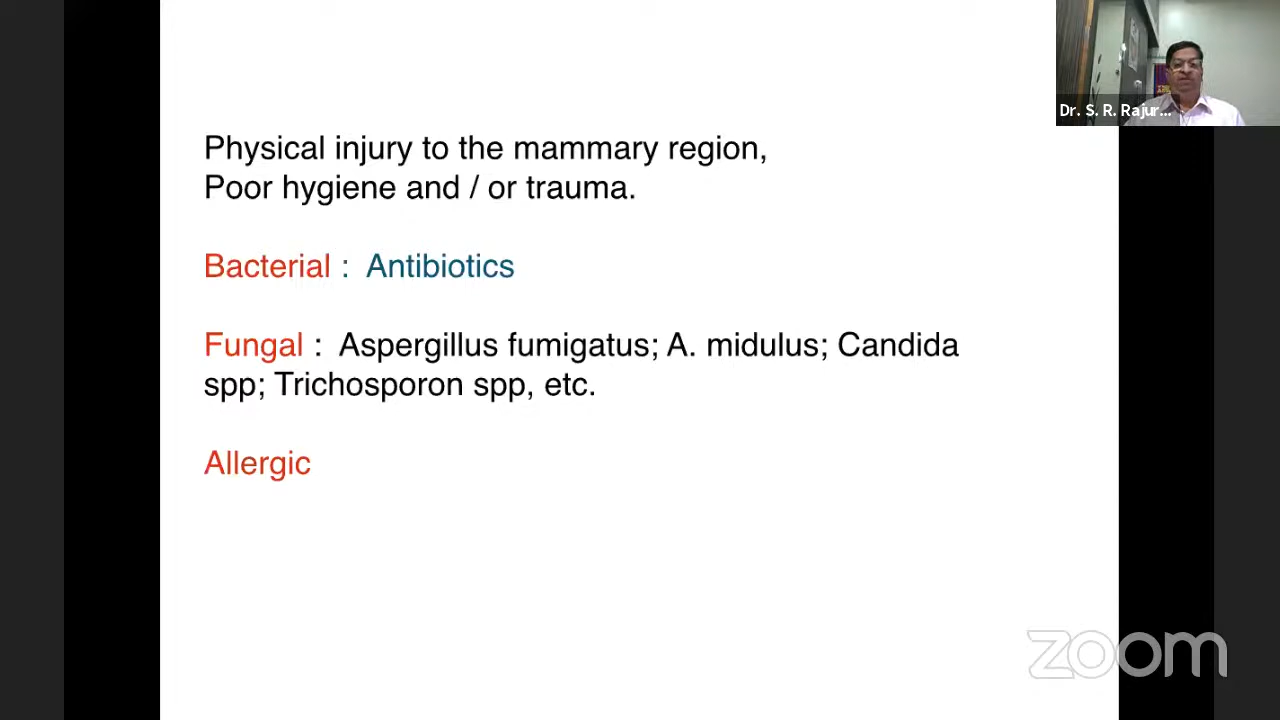 Dr. S. R. Rajur...
Physical injury to the mammary region,
Poor hygiene and / or trauma.
Bacterial : Antibiotics
Fungal : Aspergillus fumigatus; A. midulus; Candida
spp; Trichosporon spp, etc.
Allergic
zoom